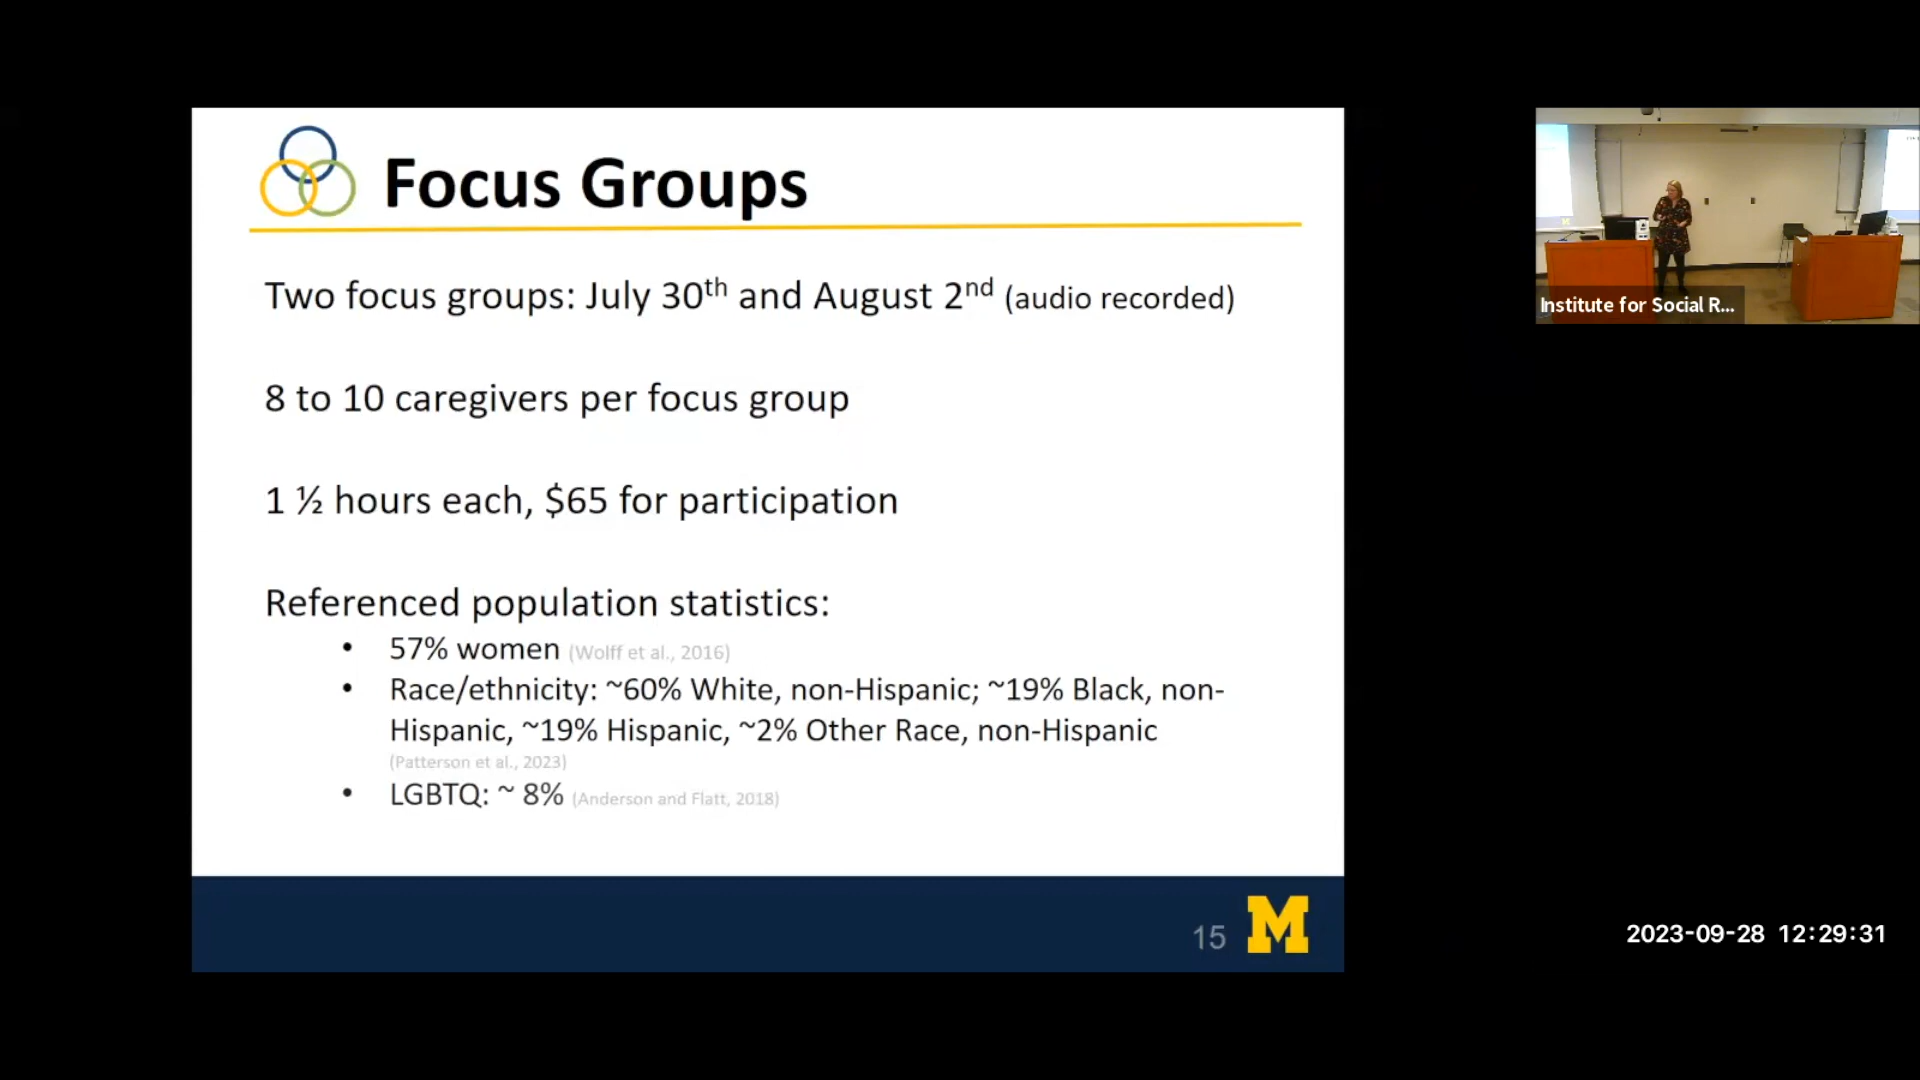 Focus Groups
Two focus groups: July 30th and August 2nd (audio recorded)
8 to 10 caregivers per focus group
1 ½ hours each, $65 for participation
Referenced population statistics:
• 57% women (Wolff et al., 2016)
• Race/ethnicity: ~60% White, non-Hispanic; ~19% Black, non-
Hispanic, ~19% Hispanic, ~2% Other Race, non-Hispanic
(Patterson et al., 2023)
• LGBTQ: ~ 8% (Anderson and Flatt, 2018)
15 M
Institute for Social R...
2023-09-28 12:29:31